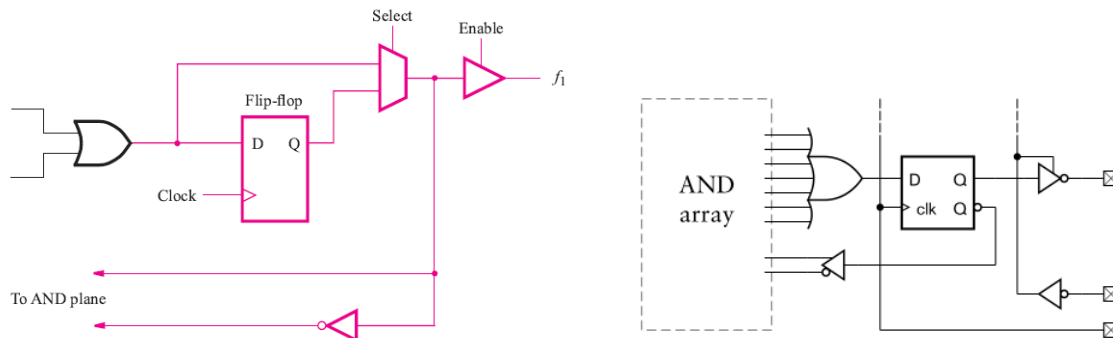 Select
Enable
f1
Flip-flop
D Q
Clock
To AND plane
AND
array
D Q
clk Q